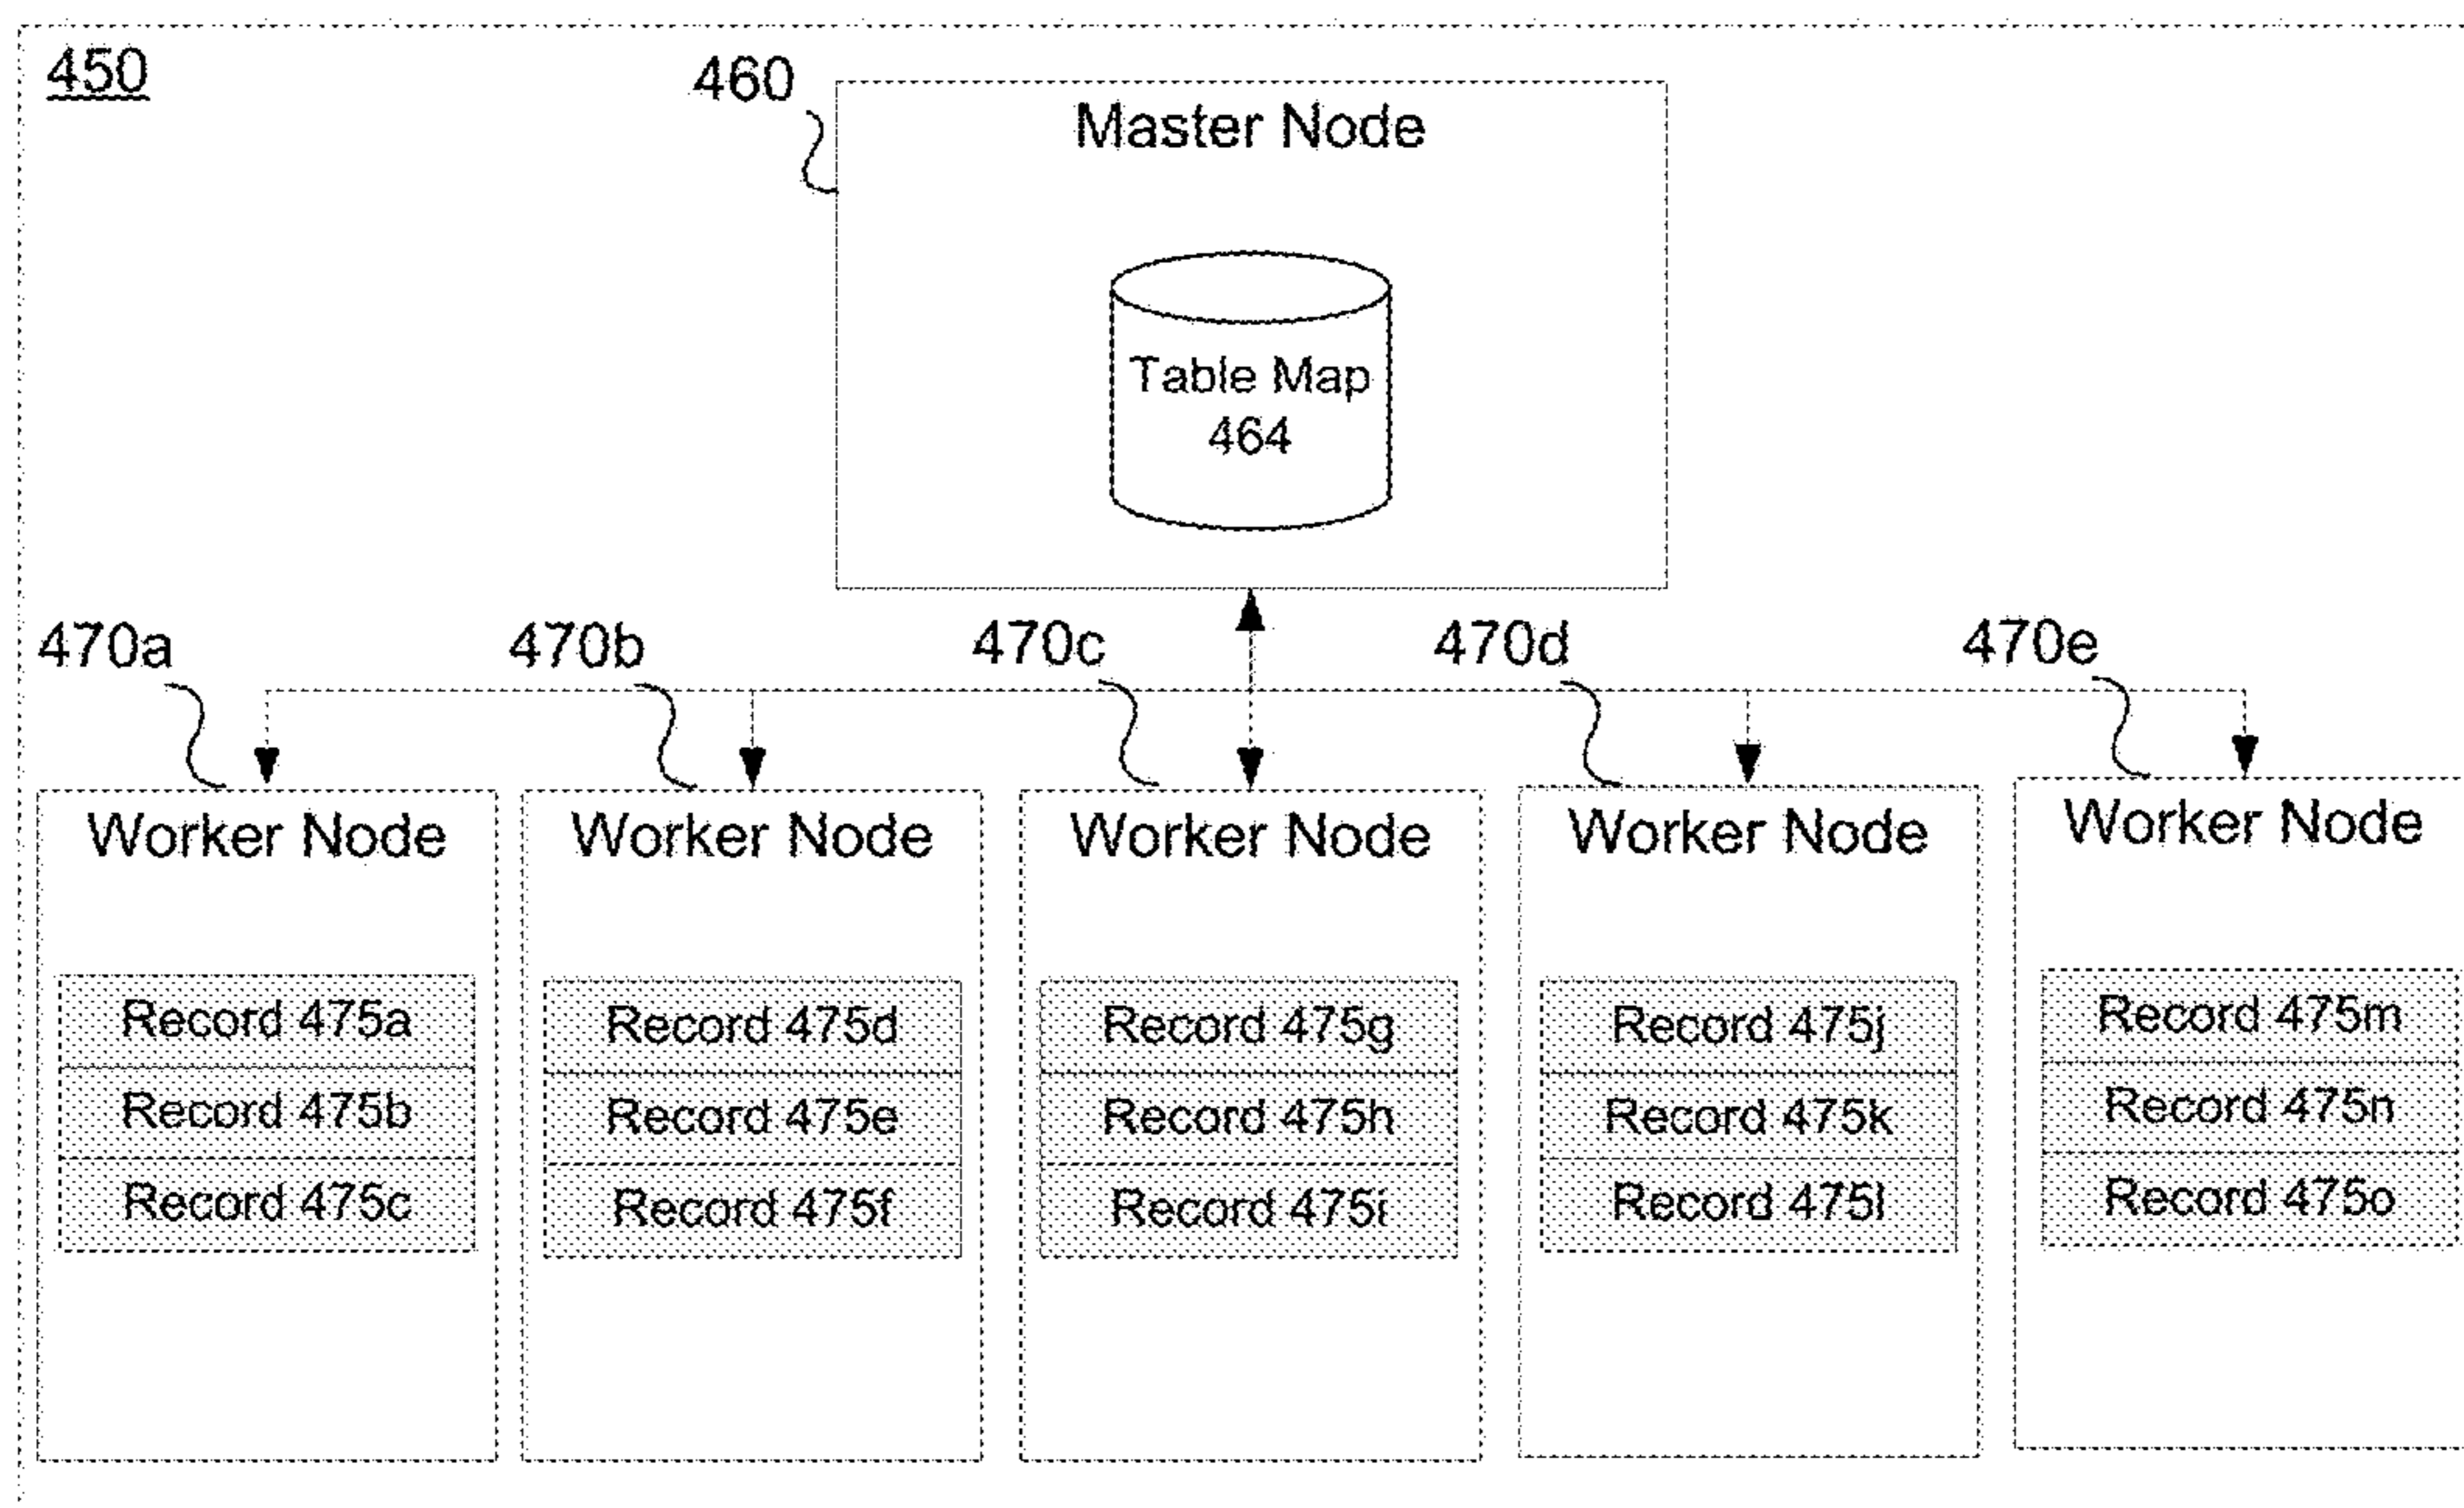 450
460
Master Node
Table Map
464
470a
470b
470c
470d
470e
Worker Node
Record 475a
Record 475b
Record 475c
Worker Node
Record 475d
Record 475e
Record 475f
Worker Node
Record 475g
Record 475h
Record 475i
Worker Node
Record 475j
Record 475k
Record 475l
Worker Node
Record 475m
Record 475n
Record 475o